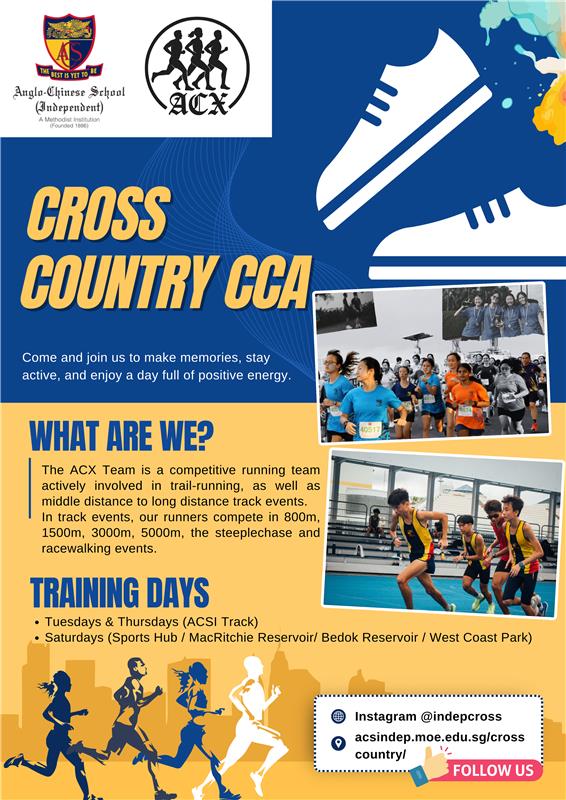 ACS
THE BEST IS YET TO BE
Anglo-Chinese School
(Independent)
A Methodist Institution
(Founded 1886)
ACX
CROSS
COUNTRY CCA
Come and join us to make memories, stay
active, and enjoy a day full of positive energy.
40517
WHAT ARE WE?
The ACX Team is a competitive running team
actively involved in trail-running, as well as
middle distance to long distance track events.
In track events, our runners compete in 800m,
1500m, 3000m, 5000m, the steeplechase and
racewalking events.
TRAINING DAYS
• Tuesdays & Thursdays (ACSI Track)
• Saturdays (Sports Hub / MacRitchie Reservoir/ Bedok Reservoir / West Coast Park)
Instagram @indepcross
acsindep.moe.edu.sg/cross
country/
FOLLOW US